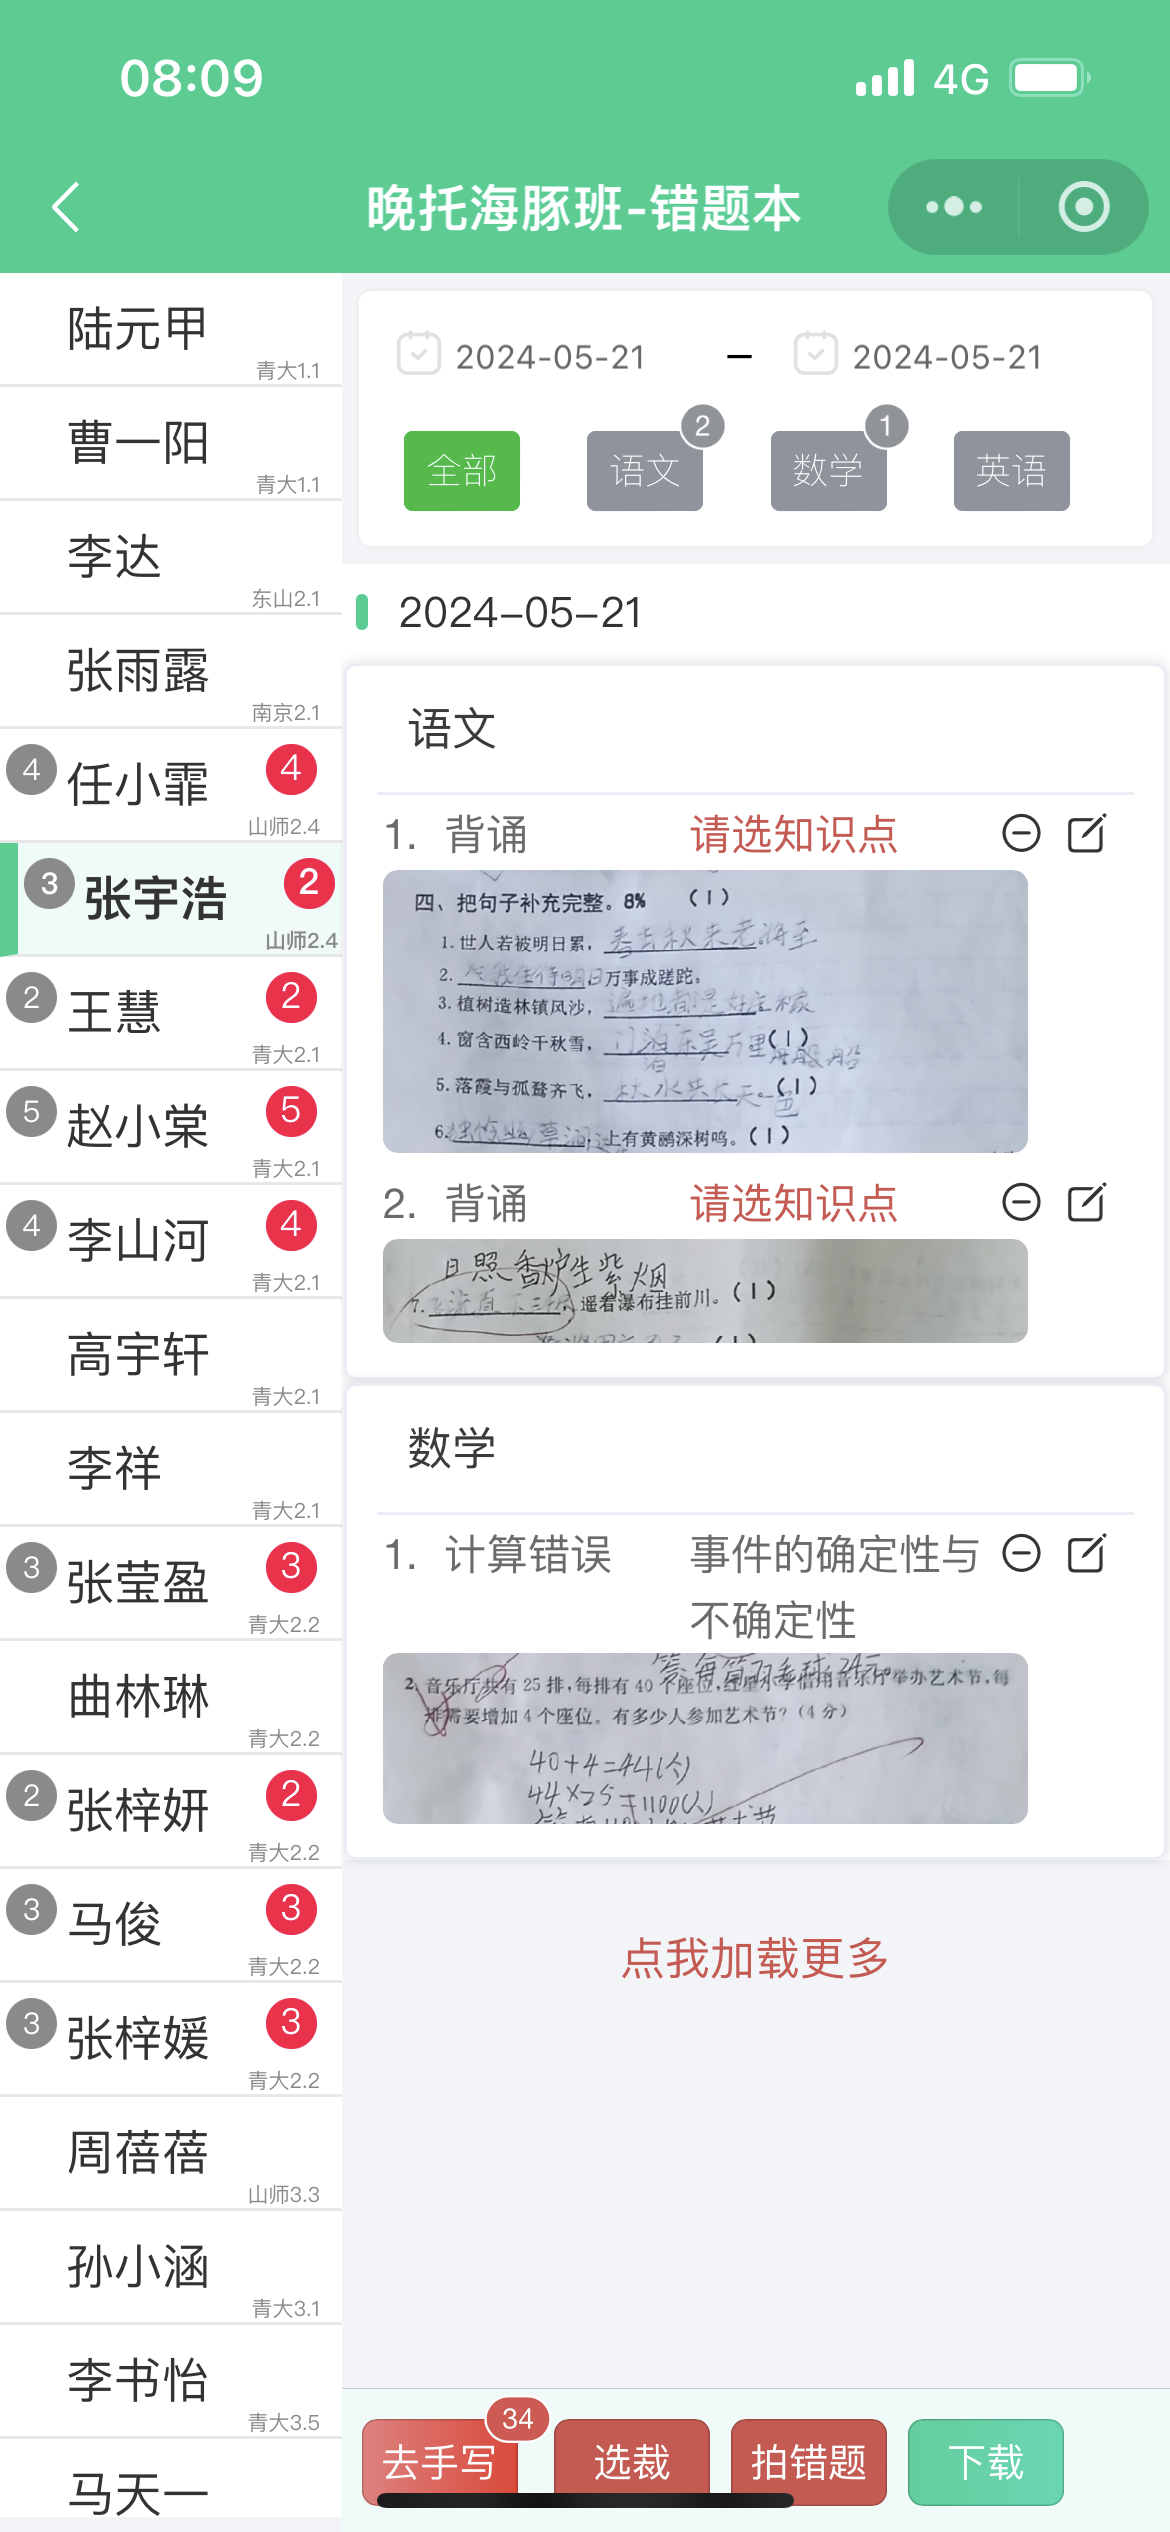 08:09
4G
晚托海豚班-错题本
陆元甲
青大1.1
曹一阳
青大1.1
李达
东山2.1
张雨露
南京2.1
4 任小霏 4
山师2.4
3 张宇浩 2
山师2.4
2 王慧 2
青大2.1
5 赵小棠 5
青大2.1
4 李山河 4
青大2.1
高宇轩
青大2.1
李祥
青大2.1
3 张莹盈 3
青大2.2
曲林琳
青大2.2
2 张梓妍 2
青大2.2
3 马俊 3
青大2.2
3 张梓媛 3
青大2.2
周蓓蓓
山师3.3
孙小涵
青大3.1
李书怡
青大3.5
马天一
2024-05-21 – 2024-05-21
全部 语文 2 数学 1 英语
2024-05-21
语文
1. 背诵 请选知识点
四、把句子补充完整。8% (1)
1.世人若被明日累，春去秋来老将至
2. 万事成蹉跎。
3.植树造林镇风沙，遍地都是好庄稼
4.窗含西岭千秋雪，门泊东吴万里船 (1)
5.落霞与孤鹜齐飞，秋水共长天一色。(1)
6. 上有黄鹂深树鸣。(1)
2. 背诵 请选知识点
日照香炉生紫烟
7. 飞流直下三 ，遥看瀑布挂前川。(1)
数学
1. 计算错误 事件的确定性与
不确定性
答:每筒羽毛球24元。
2. 音乐厅共有25排,每排有40个座位,红星小学借用音乐厅举办艺术节,每
排需要增加4个座位。有多少人参加艺术节?(4分)
40+4=44(个)
44×25=1100(人)
点我加载更多
去手写 34 选裁 拍错题 下载